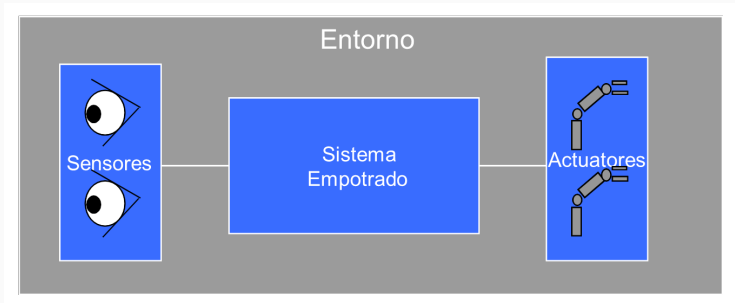 Entorno
Sensores
Sistema
Empotrado
Actuatores